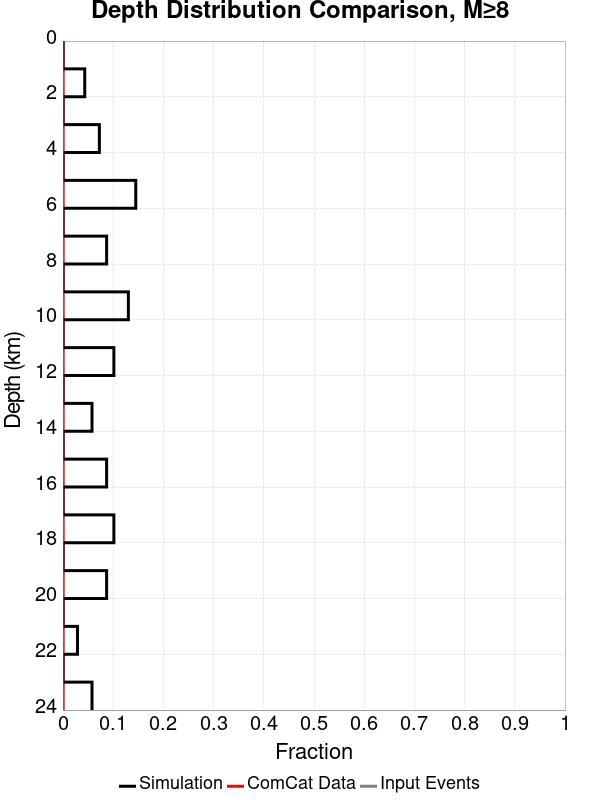 Depth Distribution Comparison, M≥8
0
2
4
6
8
10
12
14
16
18
20
22
24
Depth (km)
0 0.1 0.2 0.3 0.4 0.5 0.6 0.7 0.8 0.9 1
Fraction
Simulation ComCat Data Input Events